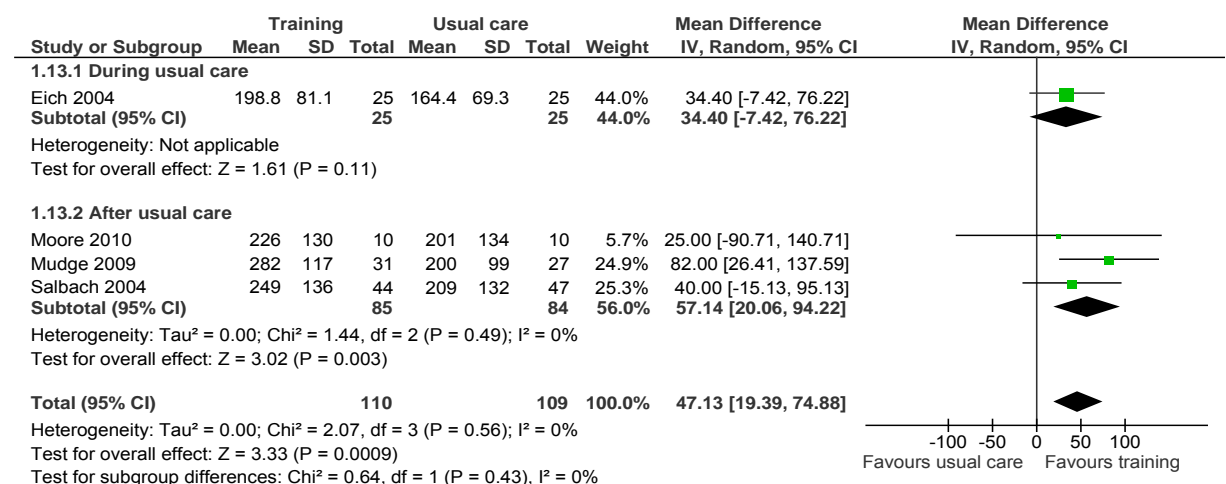 Training Usual care Mean Difference Mean Difference
Study or Subgroup Mean SD Total Mean SD Total Weight IV, Random, 95% CI IV, Random, 95% CI
1.13.1 During usual care
Eich 2004 198.8 81.1 25 164.4 69.3 25 44.0% 34.40 [-7.42, 76.22]
Subtotal (95% CI) 25 25 44.0% 34.40 [-7.42, 76.22]
Heterogeneity: Not applicable
Test for overall effect: Z = 1.61 (P = 0.11)
1.13.2 After usual care
Moore 2010 226 130 10 201 134 10 5.7% 25.00 [-90.71, 140.71]
Mudge 2009 282 117 31 200 99 27 24.9% 82.00 [26.41, 137.59]
Salbach 2004 249 136 44 209 132 47 25.3% 40.00 [-15.13, 95.13]
Subtotal (95% CI) 85 84 56.0% 57.14 [20.06, 94.22]
Heterogeneity: Tau² = 0.00; Chi² = 1.44, df = 2 (P = 0.49); I² = 0%
Test for overall effect: Z = 3.02 (P = 0.003)
Total (95% CI) 110 109 100.0% 47.13 [19.39, 74.88]
Heterogeneity: Tau² = 0.00; Chi² = 2.07, df = 3 (P = 0.56); I² = 0%
Test for overall effect: Z = 3.33 (P = 0.0009)
Test for subgroup differences: Chi² = 0.64, df = 1 (P = 0.43), I² = 0%
-100 -50 0 50 100
Favours usual care Favours training